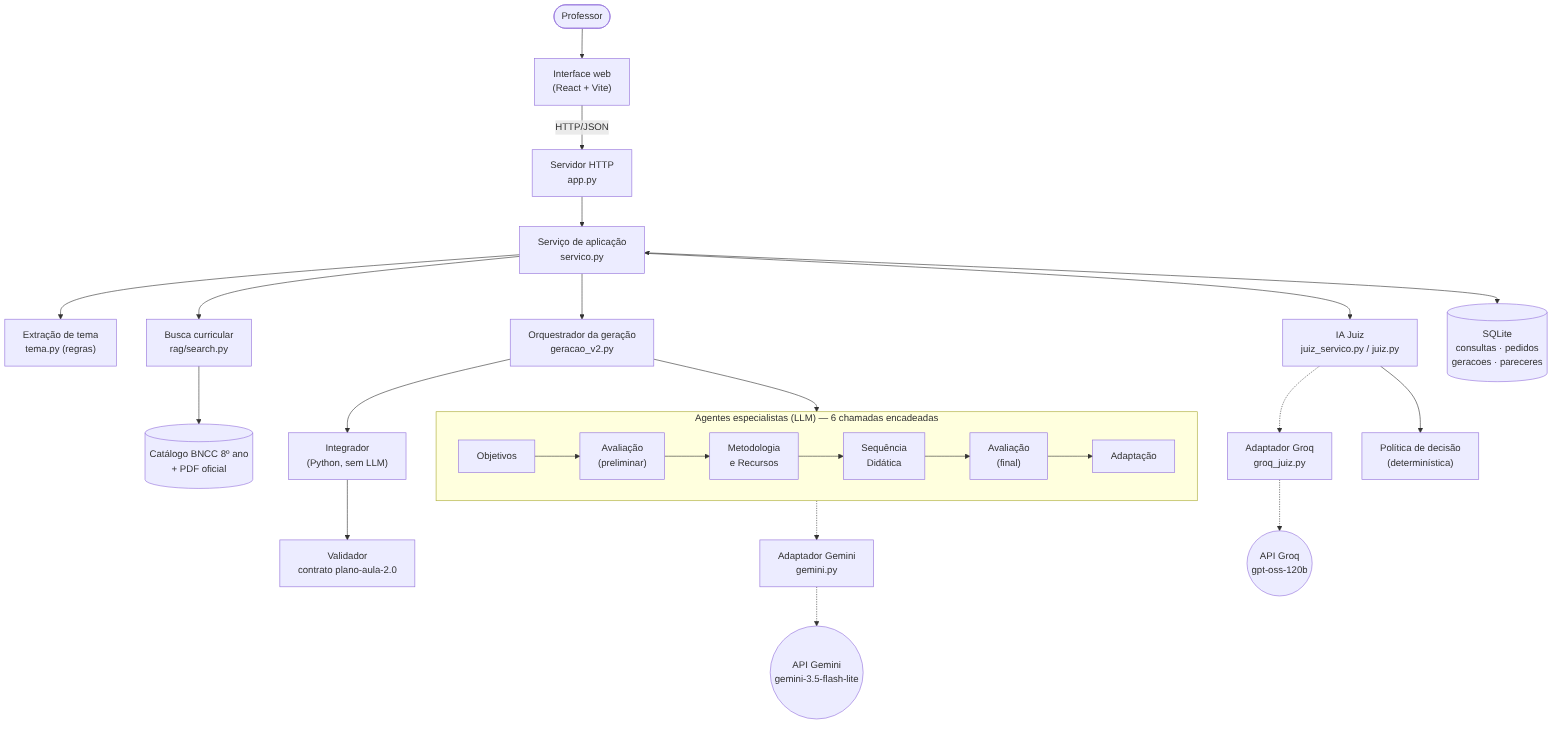 Professor
Interface web
(React + Vite)
HTTP/JSON
Servidor HTTP
app.py
Serviço de aplicação
servico.py
Extração de tema
tema.py (regras)
Busca curricular
rag/search.py
Orquestrador da geração
geracao_v2.py
IA Juiz
juiz_servico.py / juiz.py
SQLite
consultas · pedidos
geracoes · pareceres
Catálogo BNCC 8º ano
+ PDF oficial
Integrador
(Python, sem LLM)
Agentes especialistas (LLM) — 6 chamadas encadeadas
Objetivos
Avaliação
(preliminar)
Metodologia
e Recursos
Sequência
Didática
Avaliação
(final)
Adaptação
Adaptador Groq
groq_juiz.py
Política de decisão
(determinística)
Validador
contrato plano-aula-2.0
Adaptador Gemini
gemini.py
API Groq
gpt-oss-120b
API Gemini
gemini-3.5-flash-lite